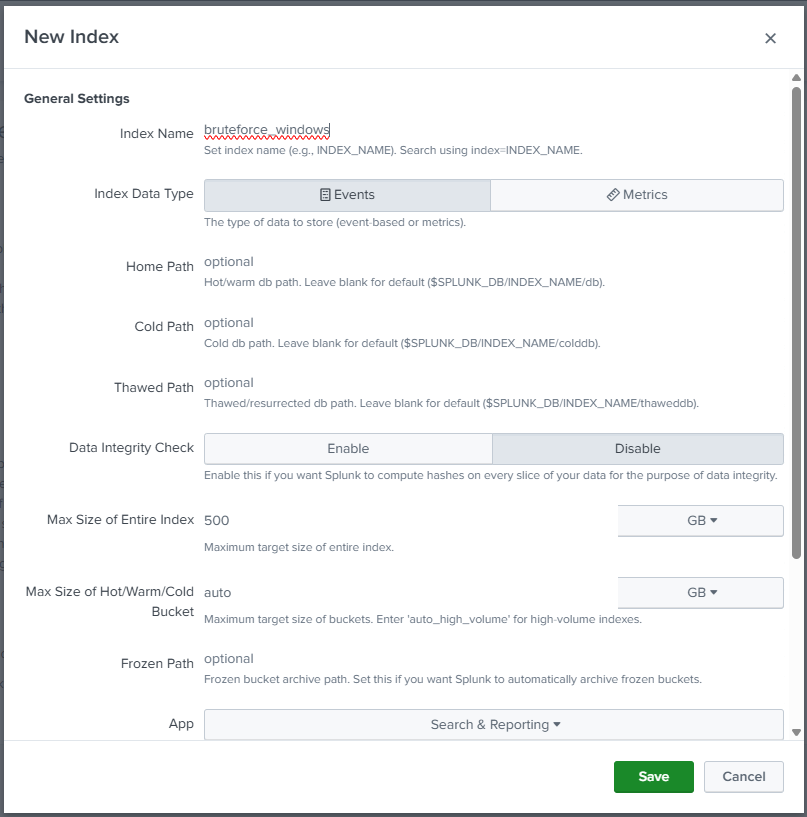 New Index
General Settings
Index Name bruteforce_windows
Set index name (e.g., INDEX_NAME). Search using index=INDEX_NAME.
Index Data Type Events Metrics
The type of data to store (event-based or metrics).
Home Path optional
Hot/warm db path. Leave blank for default ($SPLUNK_DB/INDEX_NAME/db).
Cold Path optional
Cold db path. Leave blank for default ($SPLUNK_DB/INDEX_NAME/colddb).
Thawed Path optional
Thawed/resurrected db path. Leave blank for default ($SPLUNK_DB/INDEX_NAME/thaweddb).
Data Integrity Check Enable Disable
Enable this if you want Splunk to compute hashes on every slice of your data for the purpose of data integrity.
Max Size of Entire Index 500 GB
Maximum target size of entire index.
Max Size of Hot/Warm/Cold
Bucket auto GB
Maximum target size of buckets. Enter 'auto_high_volume' for high-volume indexes.
Frozen Path optional
Frozen bucket archive path. Set this if you want Splunk to automatically archive frozen buckets.
App Search & Reporting
Save Cancel